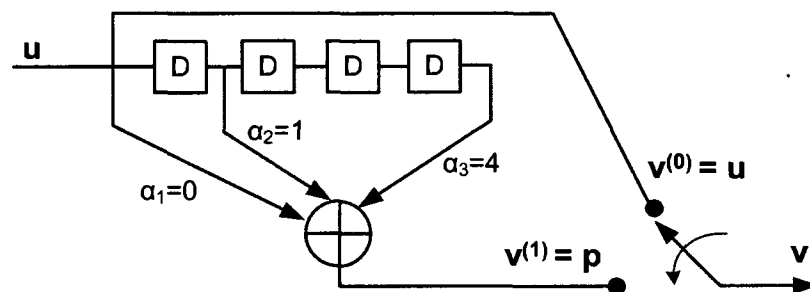 u
D D D D
α₂=1
α₁=0
α₃=4
v⁽⁰⁾ = u
v⁽¹⁾ = p
v